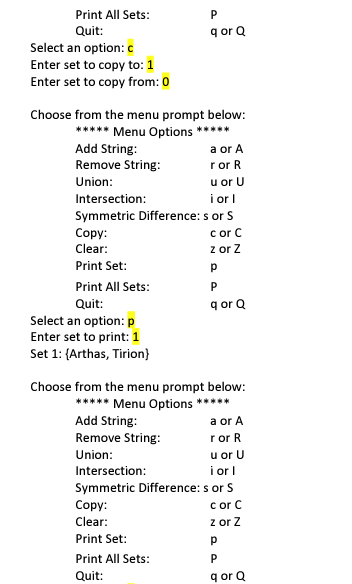 Print All Sets: P
Quit: q or Q
Select an option: c
Enter set to copy to: 1
Enter set to copy from: 0
Choose from the menu prompt below:
***** Menu Options *****
Add String: a or A
Remove String: r or R
Union: u or U
Intersection: i or I
Symmetric Difference: s or S
Copy: c or C
Clear: z or Z
Print Set: p
Print All Sets: P
Quit: q or Q
Select an option: p
Enter set to print: 1
Set 1: {Arthas, Tirion}
Choose from the menu prompt below:
***** Menu Options *****
Add String: a or A
Remove String: r or R
Union: u or U
Intersection: i or I
Symmetric Difference: s or S
Copy: c or C
Clear: z or Z
Print Set: p
Print All Sets: P
Quit: q or Q